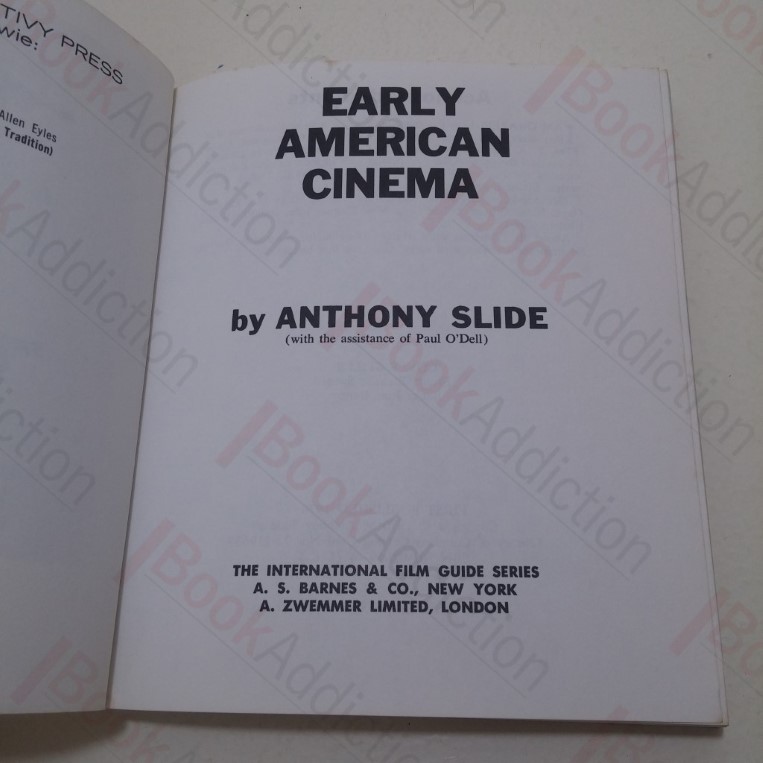 TIVY PRESS
wie:
Allen Eyles
Tradition)
EARLY
AMERICAN
CINEMA
by ANTHONY SLIDE
(with the assistance of Paul O'Dell)
THE INTERNATIONAL FILM GUIDE SERIES
A. S. BARNES & CO., NEW YORK
A. ZWEMMER LIMITED, LONDON
BookAddiction